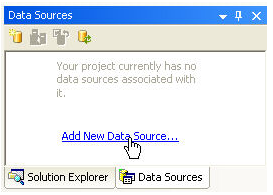 Data Sources
Your project currently has no
data sources associated with
it.
Add New Data Source...
Solution Explorer
Data Sources